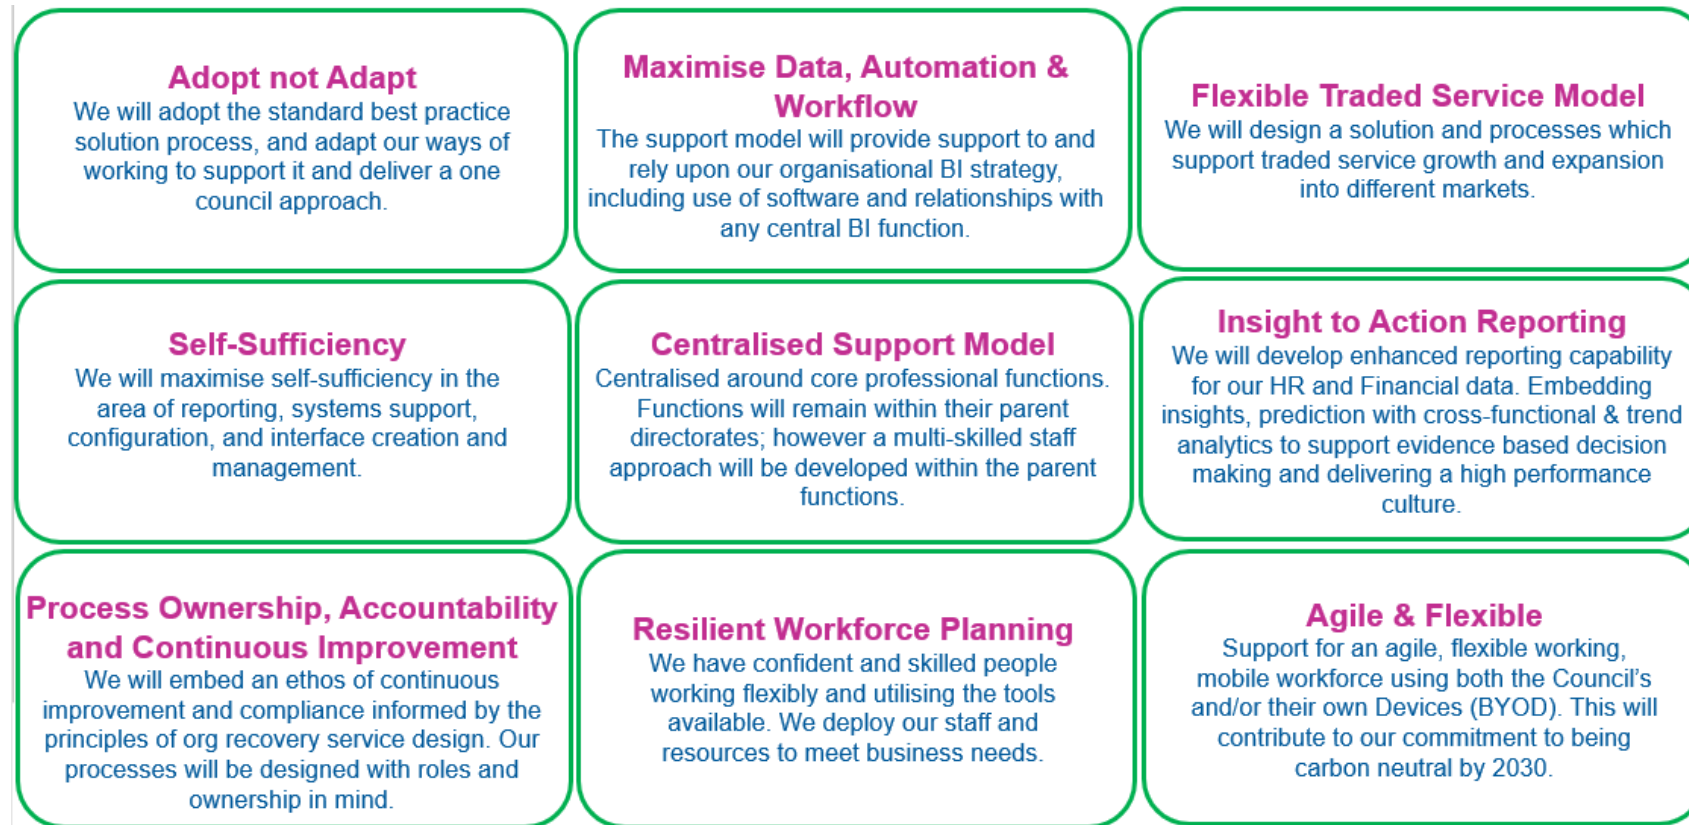 Adopt not Adapt
We will adopt the standard best practice
solution process, and adapt our ways of
working to support it and deliver a one
council approach.
Maximise Data, Automation &
Workflow
The support model will provide support to and
rely upon our organisational BI strategy,
including use of software and relationships with
any central BI function.
Flexible Traded Service Model
We will design a solution and processes which
support traded service growth and expansion
into different markets.
Self-Sufficiency
We will maximise self-sufficiency in the
area of reporting, systems support,
configuration, and interface creation and
management.
Centralised Support Model
Centralised around core professional functions.
Functions will remain within their parent
directorates; however a multi-skilled staff
approach will be developed within the parent
functions.
Insight to Action Reporting
We will develop enhanced reporting capability
for our HR and Financial data. Embedding
insights, prediction with cross-functional & trend
analytics to support evidence based decision
making and delivering a high performance
culture.
Process Ownership, Accountability
and Continuous Improvement
We will embed an ethos of continuous
improvement and compliance informed by the
principles of org recovery service design. Our
processes will be designed with roles and
ownership in mind.
Resilient Workforce Planning
We have confident and skilled people
working flexibly and utilising the tools
available. We deploy our staff and
resources to meet business needs.
Agile & Flexible
Support for an agile, flexible working,
mobile workforce using both the Council's
and/or their own Devices (BYOD). This will
contribute to our commitment to being
carbon neutral by 2030.